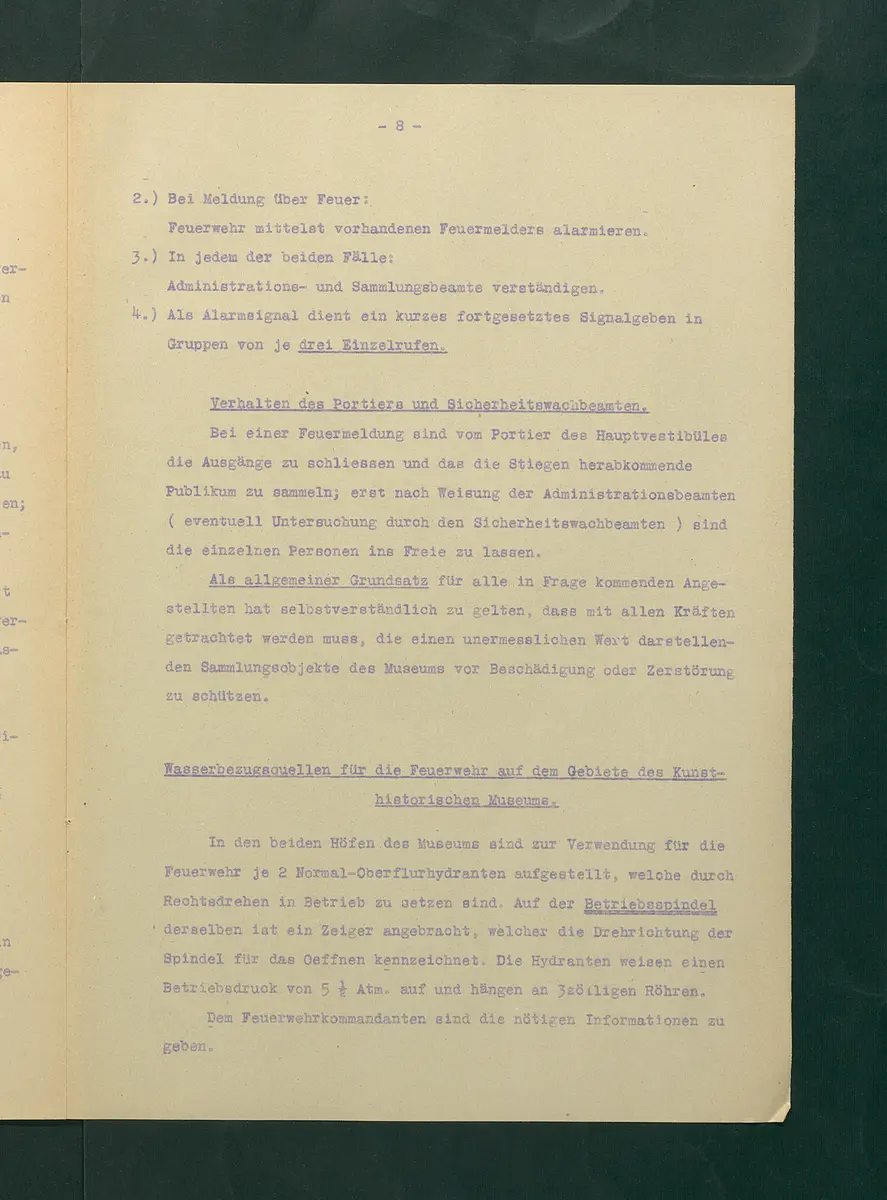 - 8 -
2.) Bei Meldung über Feuer:
Feuerwehr mittelst vorhandenen Feuermelders alarmieren.
3.) In jedem der beiden Fälle:
Administrations- und Sammlungsbeamte verständigen.
4.) Als Alarmsignal dient ein kurzes fortgesetztes Signalgeben in
Gruppen von je drei Einzelrufen.
Verhalten des Portiers und Sicherheitswachbeamten.
Bei einer Feuermeldung sind vom Portier des Hauptvestibüles
die Ausgänge zu schliessen und das die Stiegen herabkommende
Publikum zu sammeln; erst nach Weisung der Administrationsbeamten
( eventuell Untersuchung durch den Sicherheitswachbeamten ) sind
die einzelnen Personen ins Freie zu lassen.
Als allgemeiner Grundsatz für alle in Frage kommenden Ange-
stellten hat selbstverständlich zu gelten, dass mit allen Kräften
getrachtet werden muss, die einen unermesslichen Wert darstellen-
den Sammlungsobjekte des Museums vor Beschädigung oder Zerstörung
zu schützen.
Wasserbezugsquellen für die Feuerwehr auf dem Gebiete des Kunst-
historischen Museums.
In den beiden Höfen des Museums sind zur Verwendung für die
Feuerwehr je 2 Normal-Oberflurhydranten aufgestellt, welche durch
Rechtsdrehen in Betrieb zu setzen sind. Auf der Betriebsspindel
derselben ist ein Zeiger angebracht, welcher die Drehrichtung der
Spindel für das Oeffnen kennzeichnet. Die Hydranten weisen einen
Betriebsdruck von 5 ½ Atm. auf und hängen an 3zölligen Röhren.
Dem Feuerwehrkommandanten sind die nötigen Informationen zu
geben.